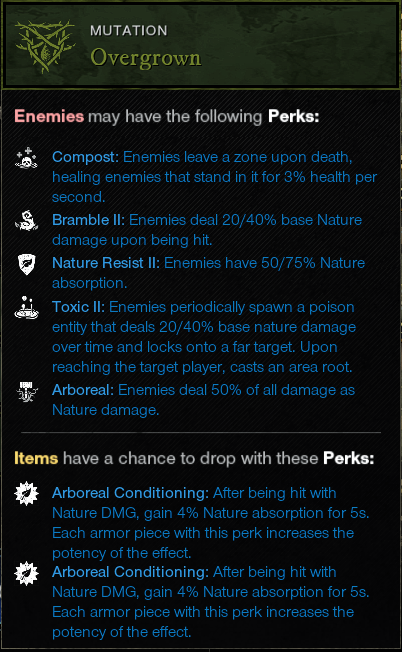 MUTATION
Overgrown
Enemies may have the following Perks:
Compost: Enemies leave a zone upon death,
healing enemies that stand in it for 3% health per
second.
Bramble II: Enemies deal 20/40% base Nature
damage upon being hit.
Nature Resist II: Enemies have 50/75% Nature
absorption.
Toxic II: Enemies periodically spawn a poison
entity that deals 20/40% base nature damage
over time and locks onto a far target. Upon
reaching the target player, casts an area root.
Arboreal: Enemies deal 50% of all damage as
Nature damage.
Items have a chance to drop with these Perks:
Arboreal Conditioning: After being hit with
Nature DMG, gain 4% Nature absorption for 5s.
Each armor piece with this perk increases the
potency of the effect.
Arboreal Conditioning: After being hit with
Nature DMG, gain 4% Nature absorption for 5s.
Each armor piece with this perk increases the
potency of the effect.